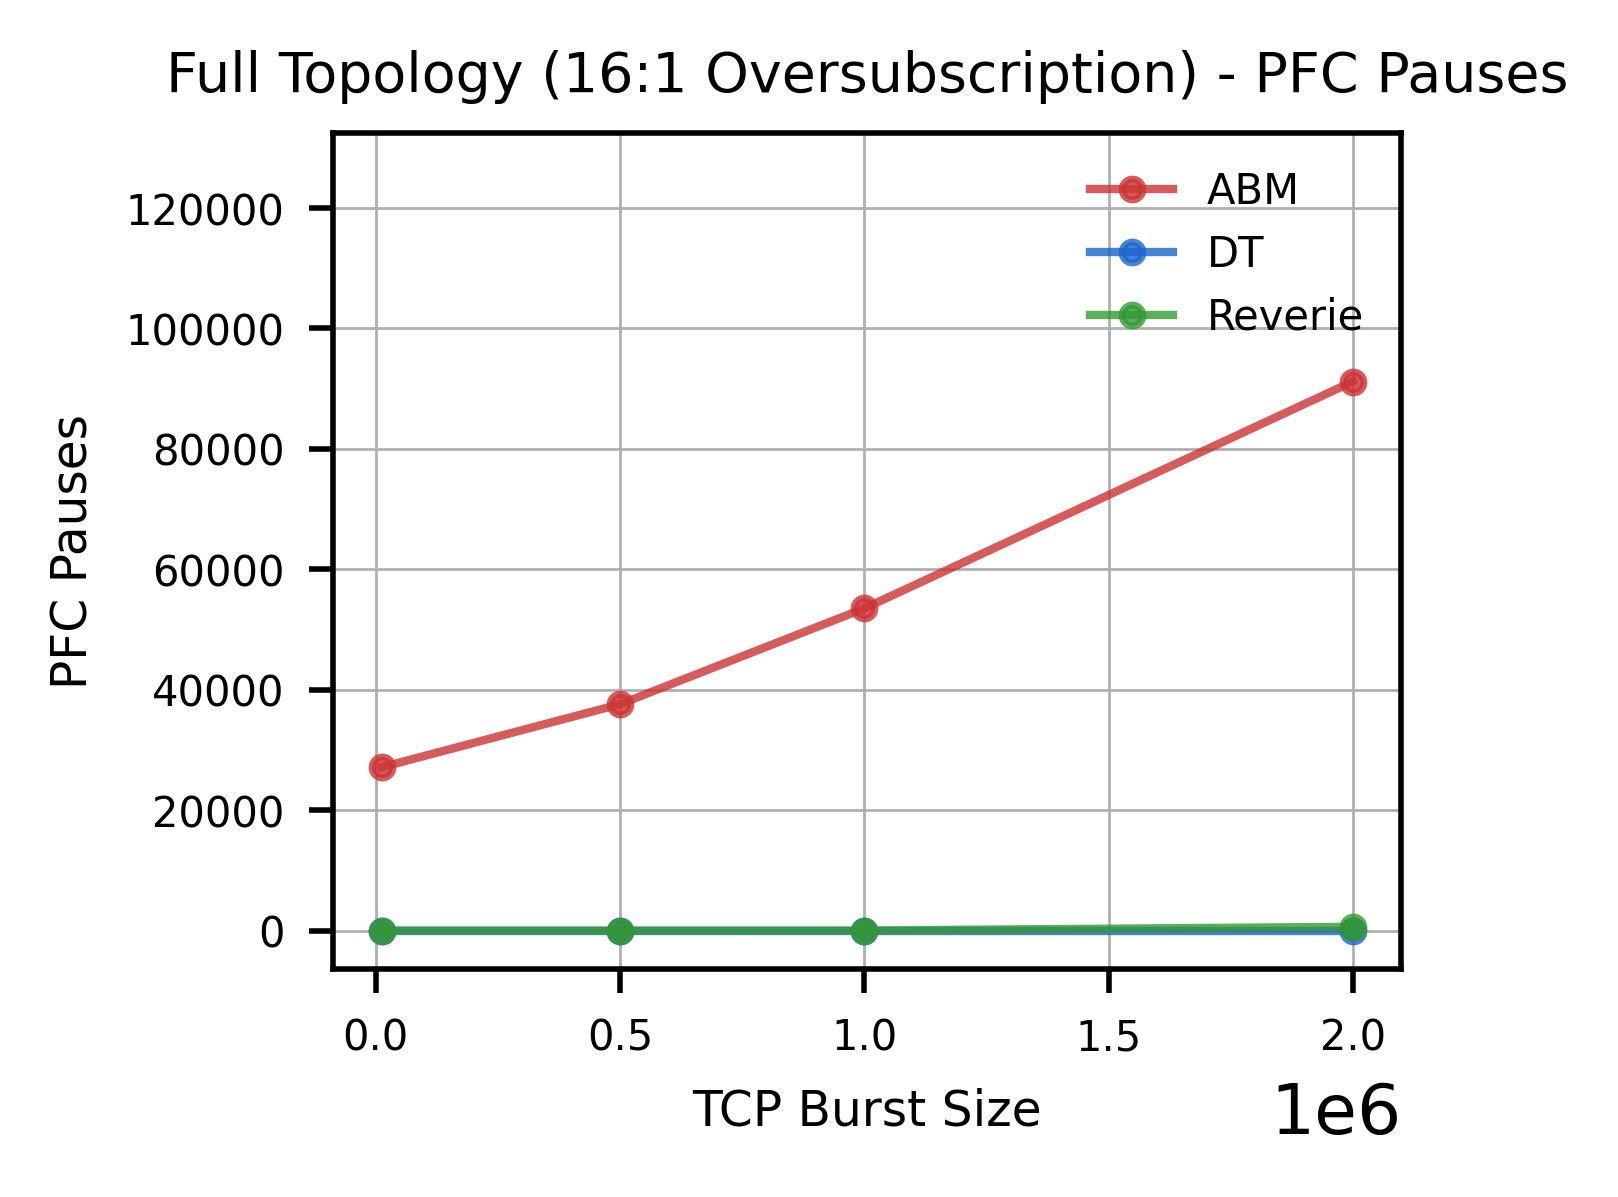 Full Topology (16:1 Oversubscription) - PFC Pauses
ABM
DT
Reverie
PFC Pauses
120000
100000
80000
60000
40000
20000
0
0.0 0.5 1.0 1.5 2.0
TCP Burst Size
1e6